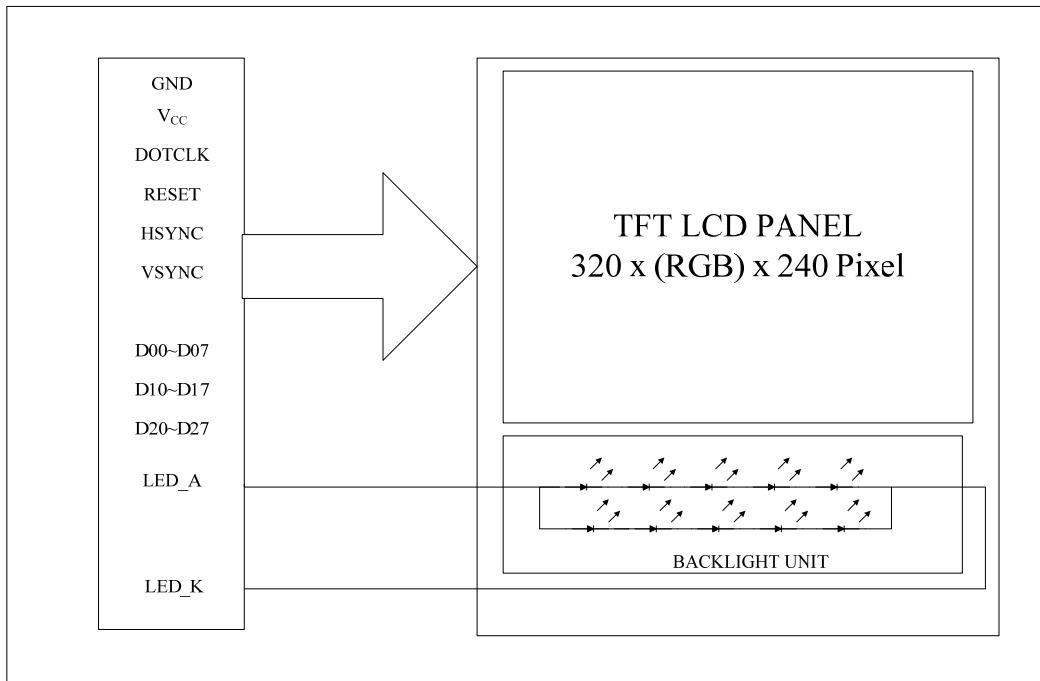 GND
VCC
DOTCLK
RESET
HSYNC
VSYNC
D00~D07
D10~D17
D20~D27
LED_A
LED_K
TFT LCD PANEL
320 x (RGB) x 240 Pixel
BACKLIGHT UNIT